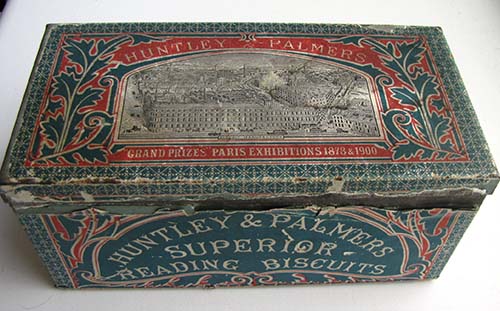 HUNTLEY & PALMERS
GRAND PRIZES PARIS EXHIBITIONS 1878 & 1900
HUNTLEY & PALMERS
SUPERIOR
READING BISCUITS